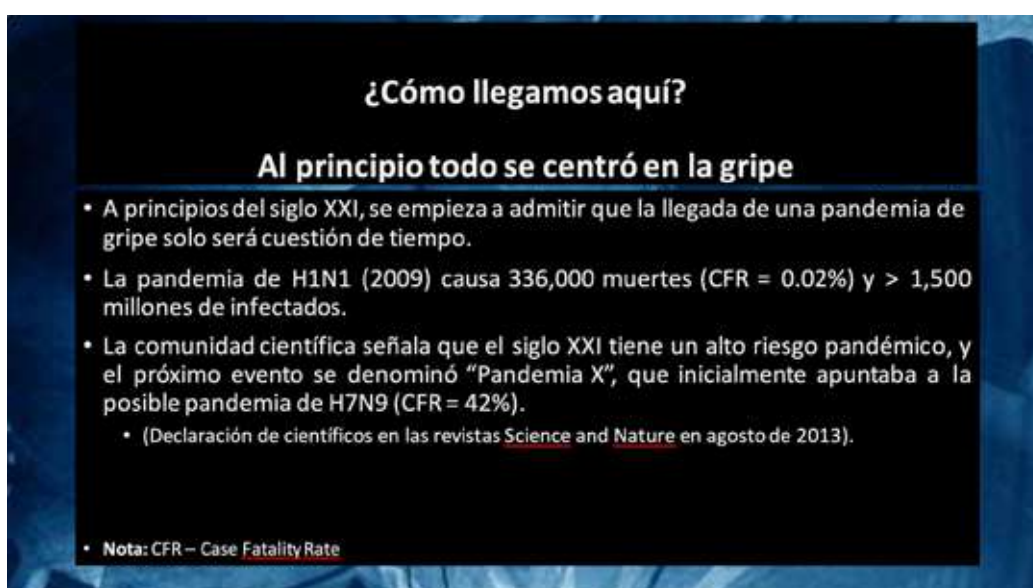 ¿Cómo llegamos aquí?
Al principio todo se centró en la gripe
• A principios del siglo XXI, se empieza a admitir que la llegada de una pandemia de
gripe solo será cuestión de tiempo.
• La pandemia de H1N1 (2009) causa 336,000 muertes (CFR = 0.02%) y > 1,500
millones de infectados.
• La comunidad científica señala que el siglo XXI tiene un alto riesgo pandémico, y
el próximo evento se denominó “Pandemia X”, que inicialmente apuntaba a la
posible pandemia de H7N9 (CFR = 42%).
• (Declaración de científicos en las revistas Science and Nature en agosto de 2013).
• Nota: CFR – Case Fatality Rate